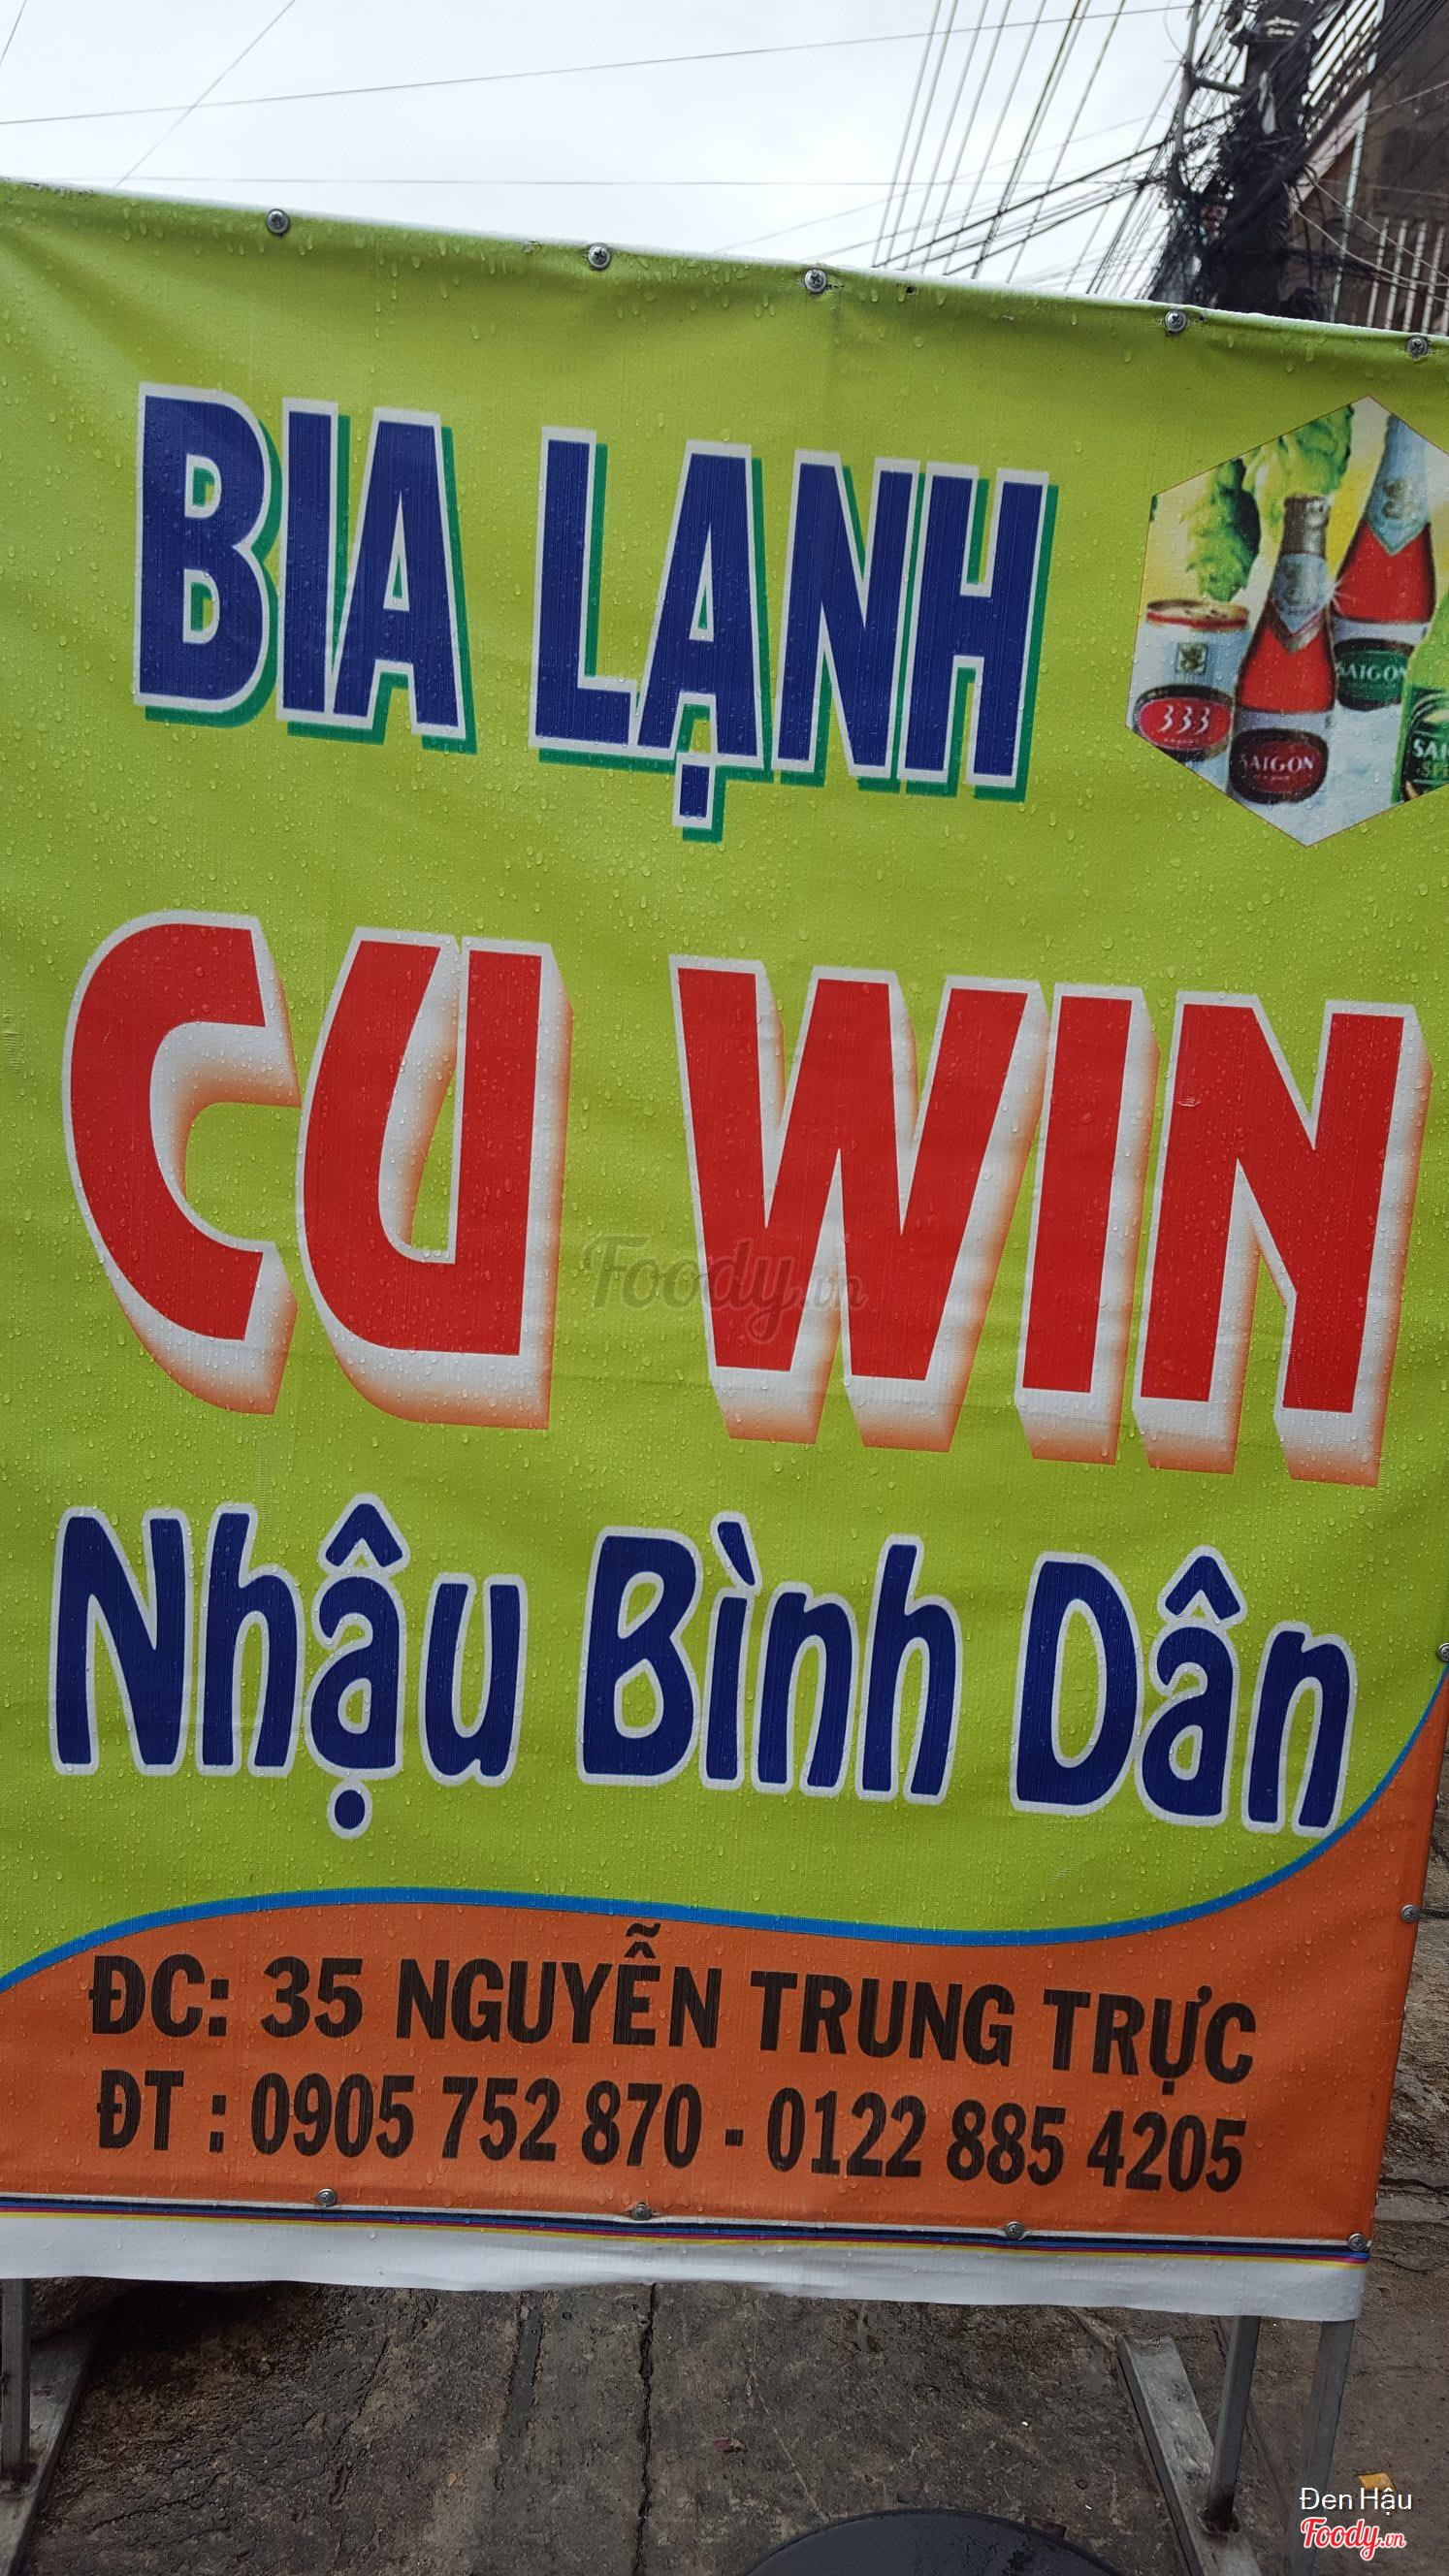 BIA LẠNH
333
SAIGON
SAIGON
CU WIN
Foody.vn
Nhậu Bình Dân
ĐC: 35 NGUYỄN TRUNG TRỰC
ĐT : 0905 752 870 - 0122 885 4205
Đen Hậu
Foody.vn